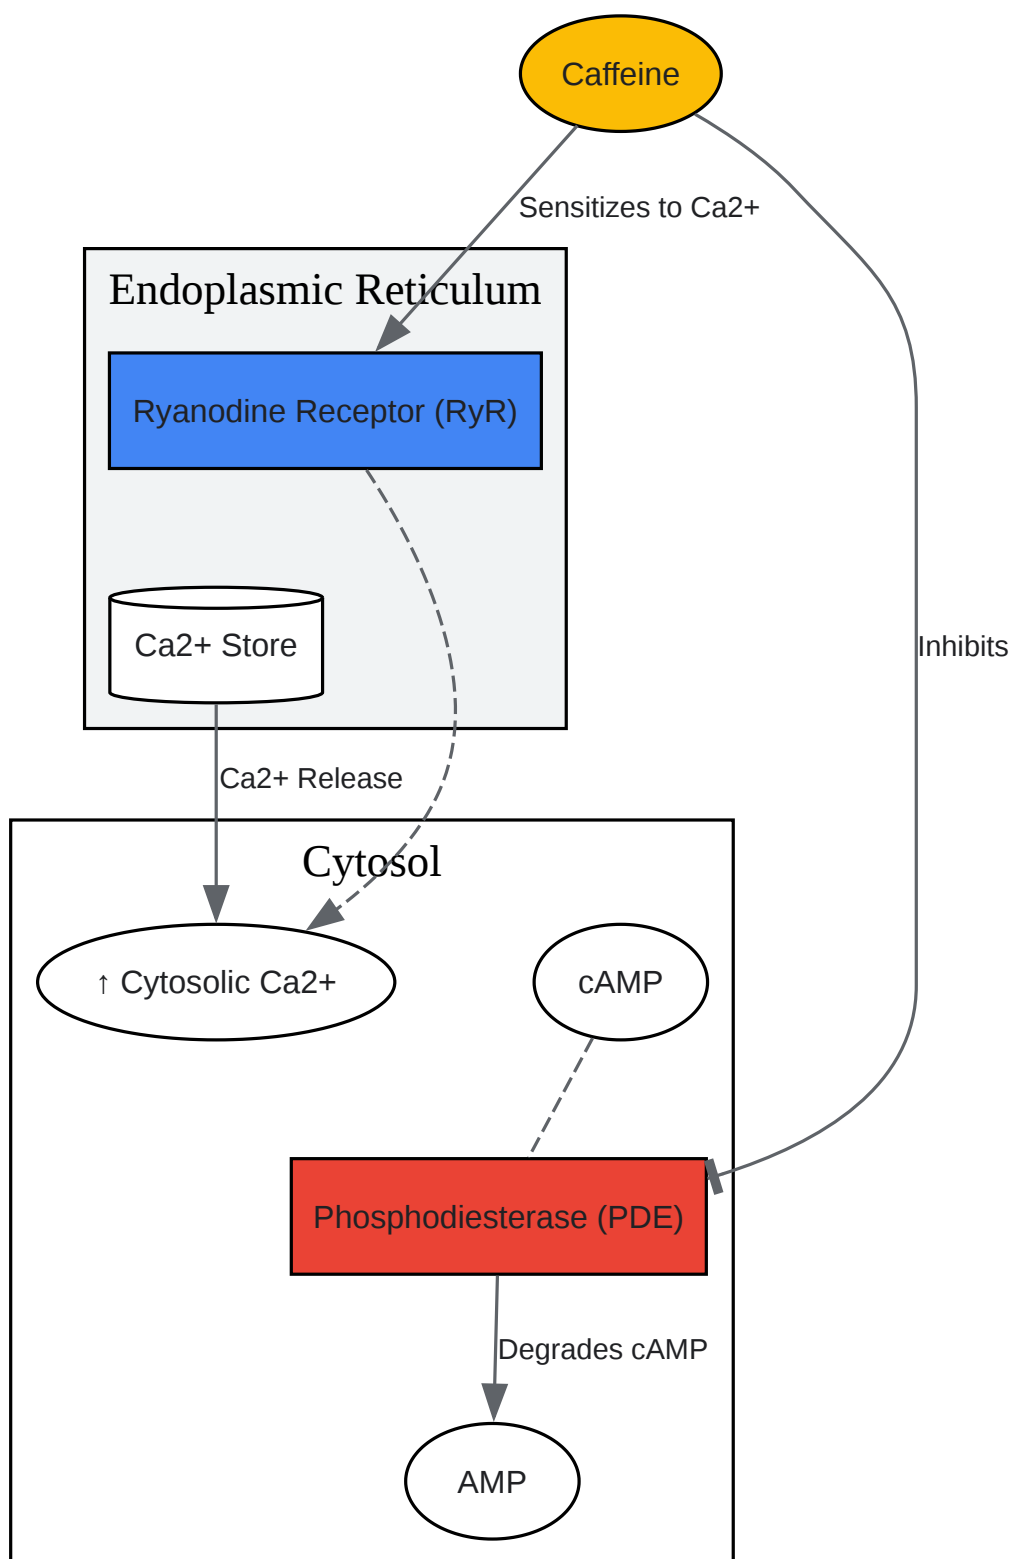 Caffeine
Sensitizes to Ca2+
Endoplasmic Reticulum
Ryanodine Receptor (RyR)
Ca2+ Store
Inhibits
Ca2+ Release
Cytosol
↑ Cytosolic Ca2+
cAMP
Phosphodiesterase (PDE)
Degrades cAMP
AMP